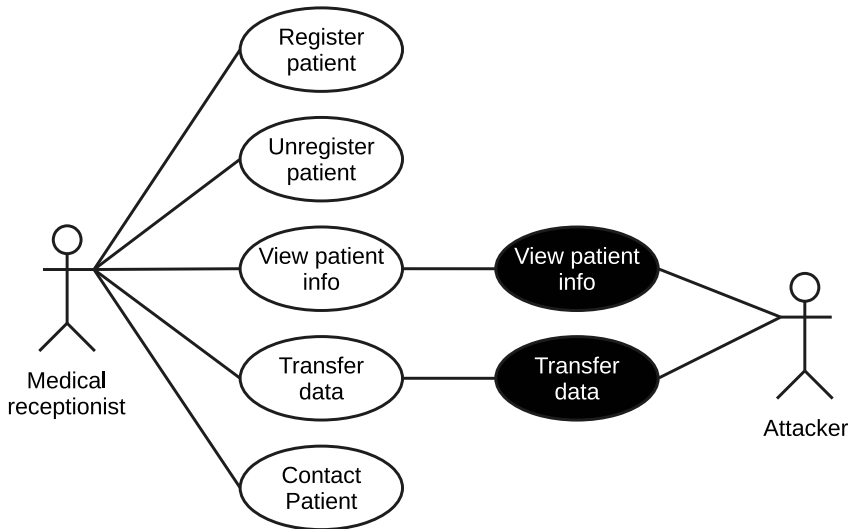 Register
patient
Unregister
patient
View patient
info
View patient
info
Transfer
data
Transfer
data
Medical
receptionist
Attacker
Contact
Patient